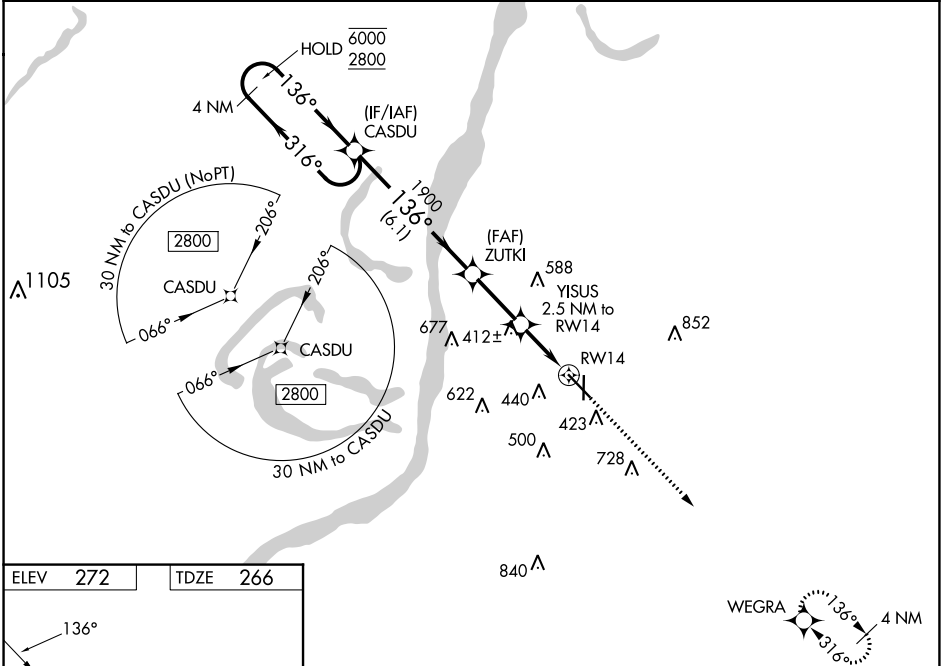 HOLD 6000
2800
136°
4 NM
316°
(IF/IAF)
CASDU
1900
136°
(6.1)
30 NM to CASDU (NoPT)
206°
2800
CASDU
066°
1105
206°
CASDU
066°
2800
30 NM to CASDU
(FAF)
ZUTKI
588
YISUS
2.5 NM to
RW14
677
412±
852
RW14
622
440
423
500
728
840
ELEV 272
TDZE 266
136°
WEGRA
136°
4 NM
316°